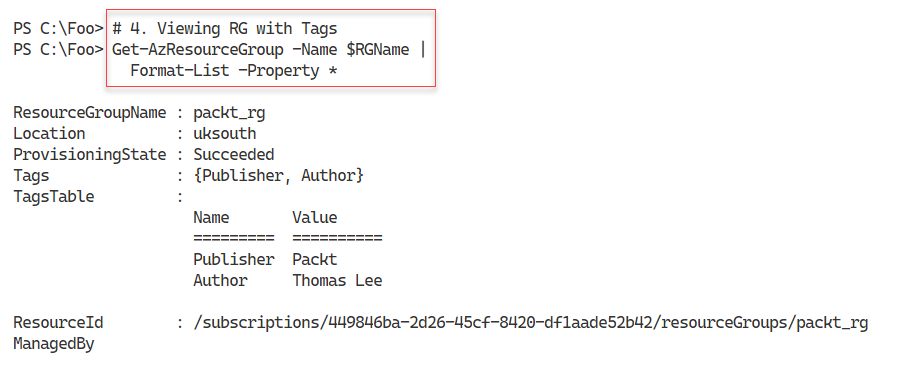 PS C:\Foo> # 4. Viewing RG with Tags
PS C:\Foo> Get-AzResourceGroup -Name $RGName |
Format-List -Property *
ResourceGroupName : packt_rg
Location : uksouth
ProvisioningState : Succeeded
Tags : {Publisher, Author}
TagsTable :
Name Value
========= ==========
Publisher Packt
Author Thomas Lee
ResourceId : /subscriptions/449846ba-2d26-45cf-8420-df1aade52b42/resourceGroups/packt_rg
ManagedBy